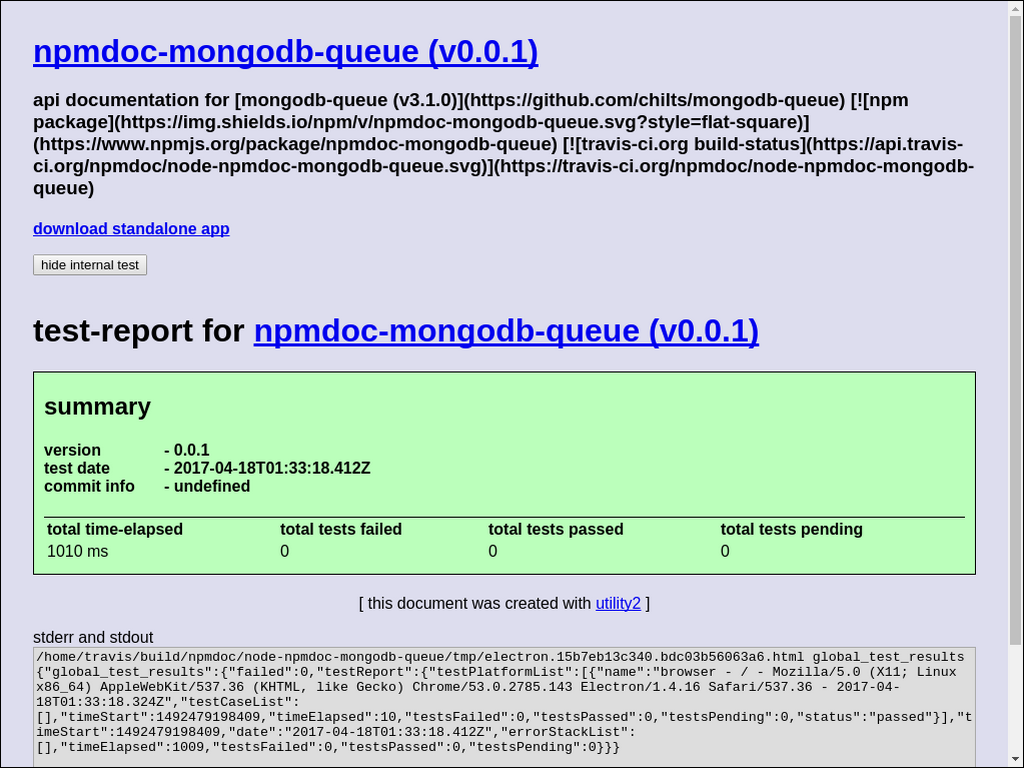 npmdoc-mongodb-queue (v0.0.1)
api documentation for [mongodb-queue (v3.1.0)](https://github.com/chilts/mongodb-queue) [![npm
package](https://img.shields.io/npm/v/npmdoc-mongodb-queue.svg?style=flat-square)]
(https://www.npmjs.org/package/npmdoc-mongodb-queue) [![travis-ci.org build-status](https://api.travis-
ci.org/npmdoc/node-npmdoc-mongodb-queue.svg)](https://travis-ci.org/npmdoc/node-npmdoc-mongodb-
queue)
download standalone app
hide internal test
test-report for npmdoc-mongodb-queue (v0.0.1)
summary
version - 0.0.1
test date - 2017-04-18T01:33:18.412Z
commit info - undefined
total time-elapsed total tests failed total tests passed total tests pending
1010 ms 0 0 0
[ this document was created with utility2 ]
stderr and stdout
/home/travis/build/npmdoc/node-npmdoc-mongodb-queue/tmp/electron.15b7eb13c340.bdc03b56063a6.html global_test_results
{"global_test_results":{"failed":0,"testReport":{"testPlatformList":[{"name":"browser - / - Mozilla/5.0 (X11; Linux
x86_64) AppleWebKit/537.36 (KHTML, like Gecko) Chrome/53.0.2785.143 Electron/1.4.16 Safari/537.36 - 2017-04-
18T01:33:18.324Z","testCaseList":
[],"timeStart":1492479198409,"timeElapsed":10,"testsFailed":0,"testsPassed":0,"testsPending":0,"status":"passed"}],"t
imeStart":1492479198409,"date":"2017-04-18T01:33:18.412Z","errorStackList":
[],"timeElapsed":1009,"testsFailed":0,"testsPassed":0,"testsPending":0}}}